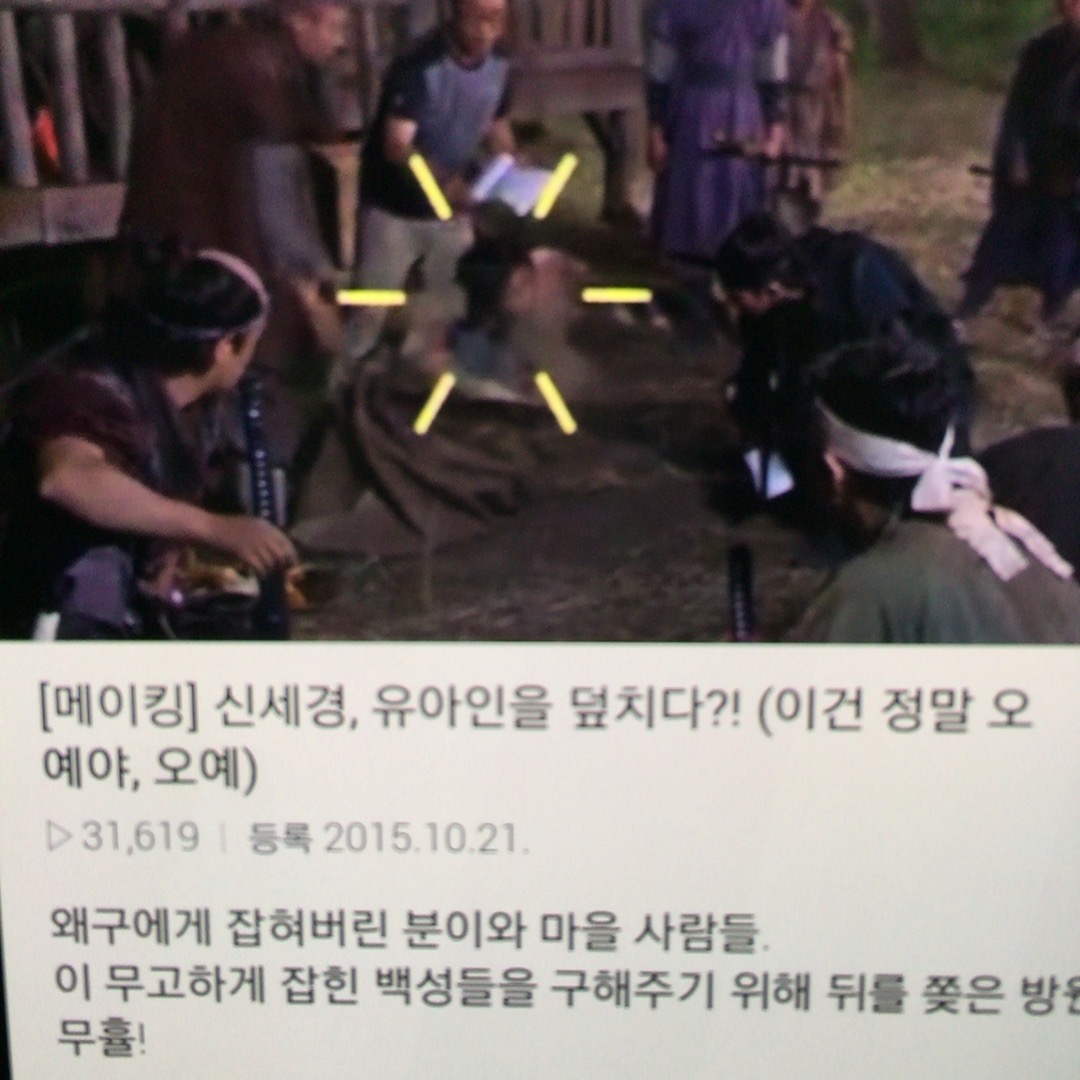 [메이킹] 신세경, 유아인을 덮치다?! (이건 정말 오
예야, 오예)
31,619 | 등록 2015.10.21.
왜구에게 잡혀버린 분이와 마을 사람들.
이 무고하게 잡힌 백성들을 구해주기 위해 뒤를 쫓은 방원
무휼!